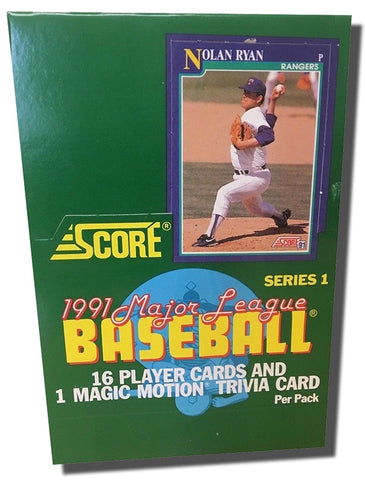 NOLAN RYAN P
RANGERS
SCORE®
SCORE 91
SERIES 1
1991 Major League
BASEBALL®
16 PLAYER CARDS AND
1 MAGIC MOTION® TRIVIA CARD
Per Pack